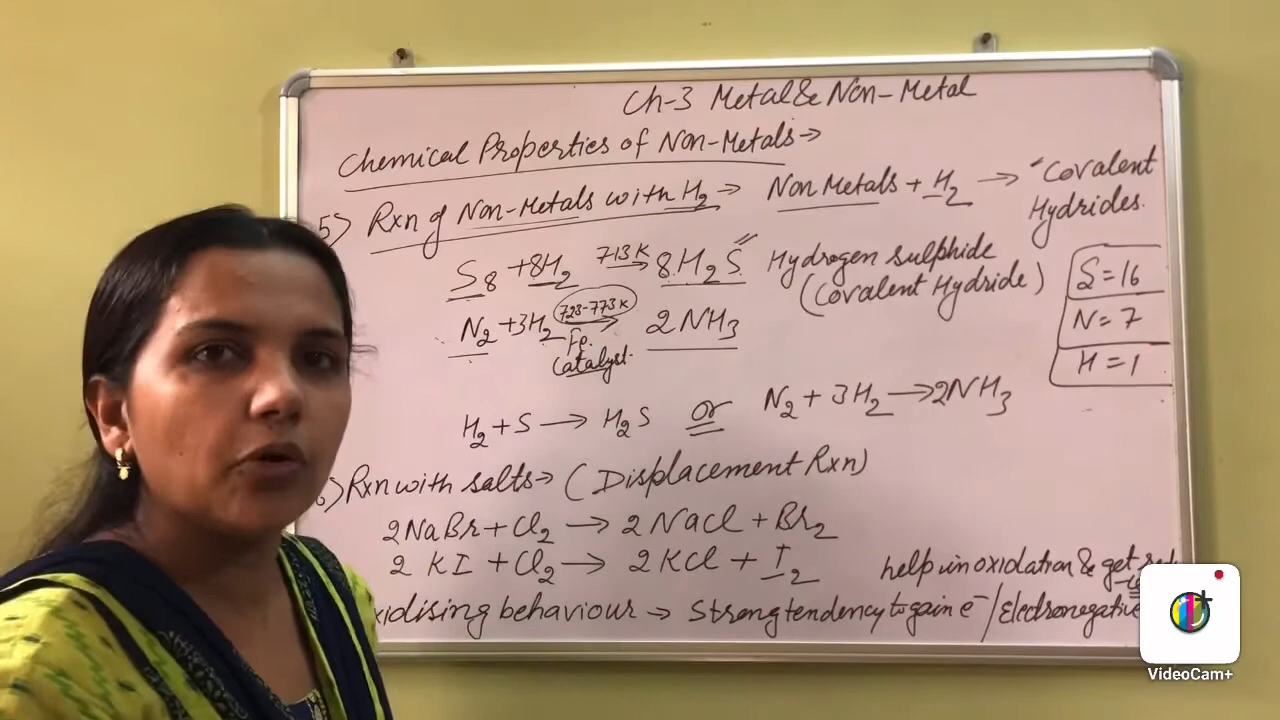 Ch-3 Metal & Non-Metal
Chemical Properties of Non-Metals →
5) Rxn of Non-Metals with H2 → Non Metals + H2 → Covalent Hydrides.
S8 + 8H2 713 K → 8H2S Hydrogen sulphide (Covalent Hydride)
N2 + 3H2 723-773K → Fe. Catalyst. 2NH3
S = 16
N = 7
H = 1
H2 + S → H2S or N2 + 3H2 → 2NH3
) Rxn with salts → (Displacement Rxn)
2NaBr + Cl2 → 2NaCl + Br2
2 KI + Cl2 → 2KCl + I2
help in oxidation & get
xidising behaviour → Strong tendency to gain e⁻ / Electronegative
VideoCam+